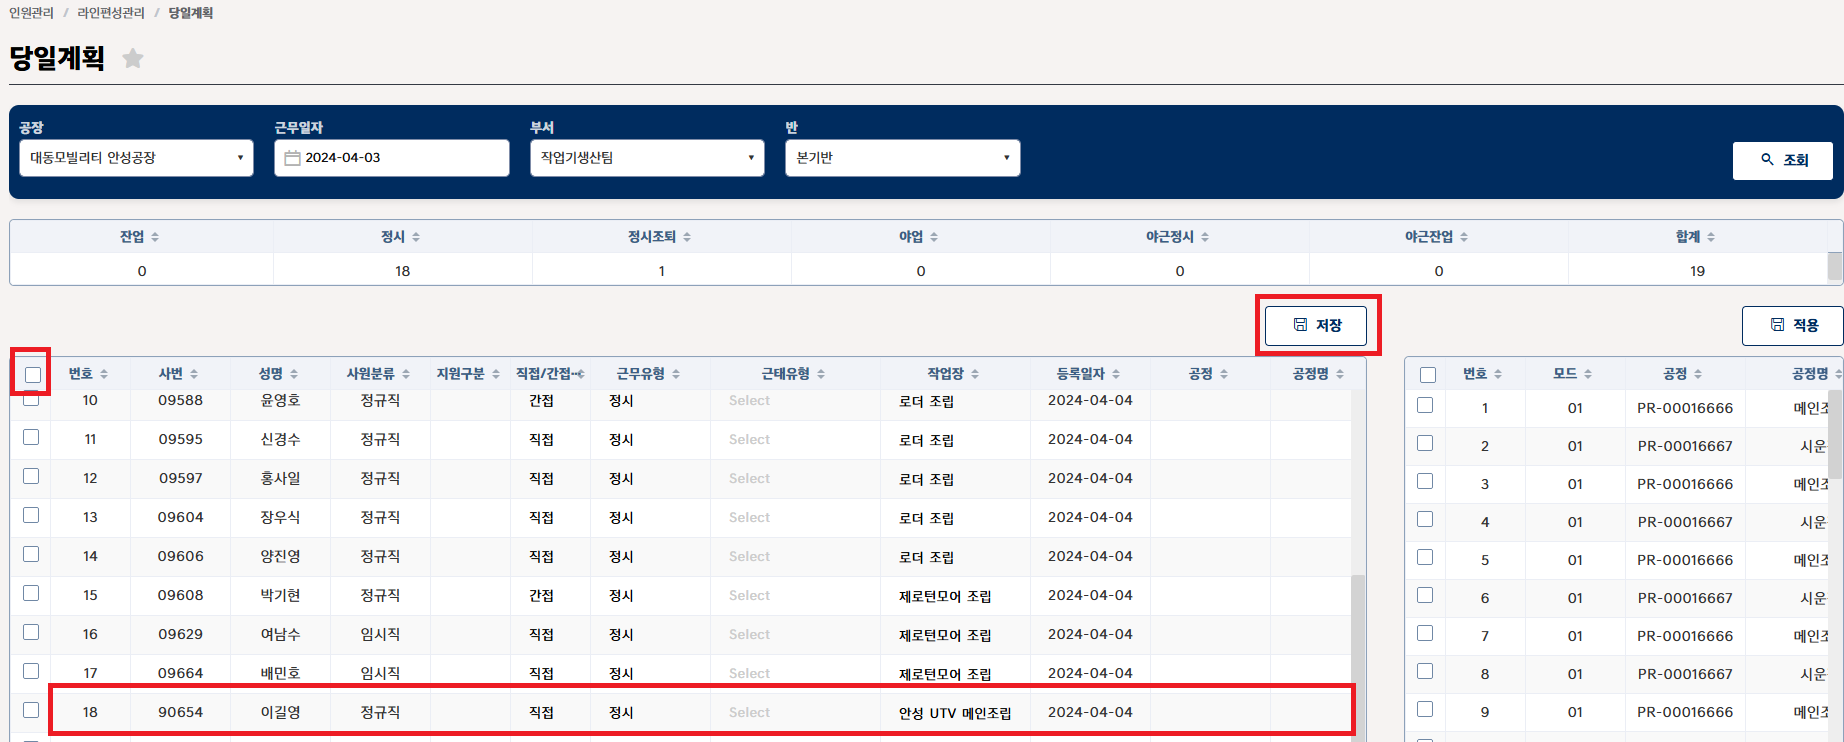 인원관리 / 라인편성관리 / 당일계획
당일계획
공장 근무일자 부서 반
대동모빌리티 안성공장 2024-04-03 작업기생산팀 본기반 조회
잔업 정시 정시조퇴 야업 야근정시 야근잔업 합계
0 18 1 0 0 0 19
저장 적용
번호 사번 성명 사원분류 지원구분 직접/간접··· 근무유형 근태유형 작업장 등록일자 공정 공정명
10 09588 윤영호 정규직 간접 정시 Select 로더 조립 2024-04-04
11 09595 신경수 정규직 직접 정시 Select 로더 조립 2024-04-04
12 09597 홍사일 정규직 직접 정시 Select 로더 조립 2024-04-04
13 09604 장우식 정규직 직접 정시 Select 로더 조립 2024-04-04
14 09606 양진영 정규직 직접 정시 Select 로더 조립 2024-04-04
15 09608 박기현 정규직 간접 정시 Select 제로턴모어 조립 2024-04-04
16 09629 여남수 임시직 직접 정시 Select 제로턴모어 조립 2024-04-04
17 09664 배민호 임시직 직접 정시 Select 제로턴모어 조립 2024-04-04
18 90654 이길영 정규직 직접 정시 Select 안성 UTV 메인조립 2024-04-04
번호 모드 공정 공정명
1 01 PR-00016666 메인조
2 01 PR-00016667 시운
3 01 PR-00016666 메인조
4 01 PR-00016667 시운
5 01 PR-00016666 메인조
6 01 PR-00016667 시운
7 01 PR-00016666 메인조
8 01 PR-00016667 시운
9 01 PR-00016666 메인조